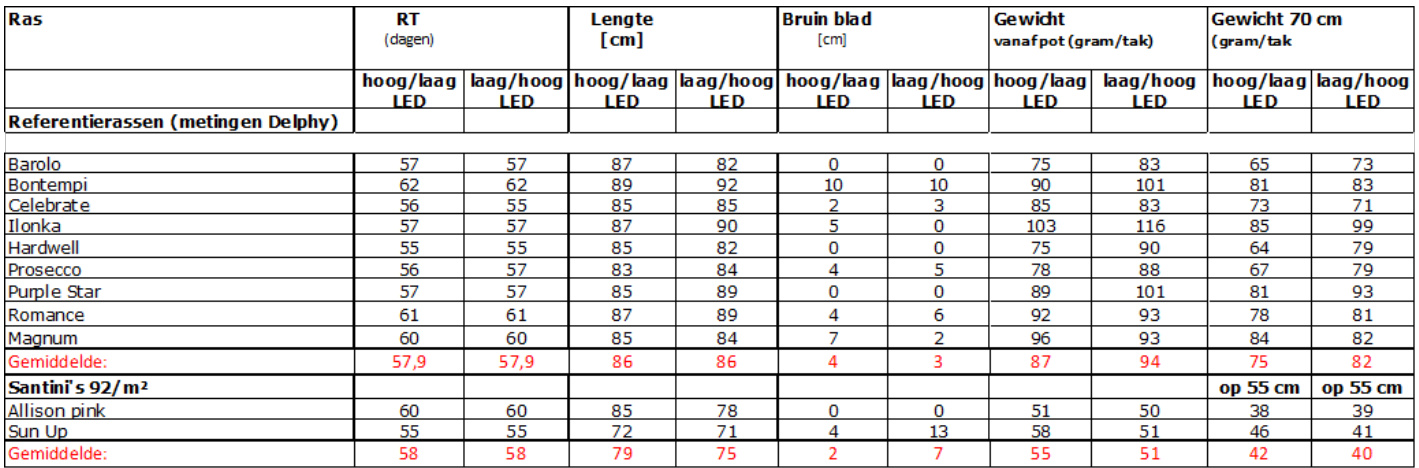 Ras RT Lengte Bruin blad Gewicht Gewicht 70 cm
(dagen) [cm] [cm] vanaf pot (gram/tak) (gram/tak
hoog/laag laag/hoog hoog/laag laag/hoog hoog/laag laag/hoog hoog/laag laag/hoog hoog/laag laag/hoog
LED LED LED LED LED LED LED LED LED LED
Referentierassen (metingen Delphy)
Barolo 57 57 87 82 0 0 75 83 65 73
Bontempi 62 62 89 92 10 10 90 101 81 83
Celebrate 56 55 85 85 2 3 85 83 73 71
Ilonka 57 57 87 90 5 0 103 116 85 99
Hardwell 55 55 85 82 0 0 75 90 64 79
Prosecco 56 57 83 84 4 5 78 88 67 79
Purple Star 57 57 85 89 0 0 89 101 81 93
Romance 61 61 87 89 4 6 92 93 78 81
Magnum 60 60 85 84 7 2 96 93 84 82
Gemiddelde: 57,9 57,9 86 86 4 3 87 94 75 82
Santini's 92/m² op 55 cm op 55 cm
Allison pink 60 60 85 78 0 0 51 50 38 39
Sun Up 55 55 72 71 4 13 58 51 46 41
Gemiddelde: 58 58 79 75 2 7 55 51 42 40